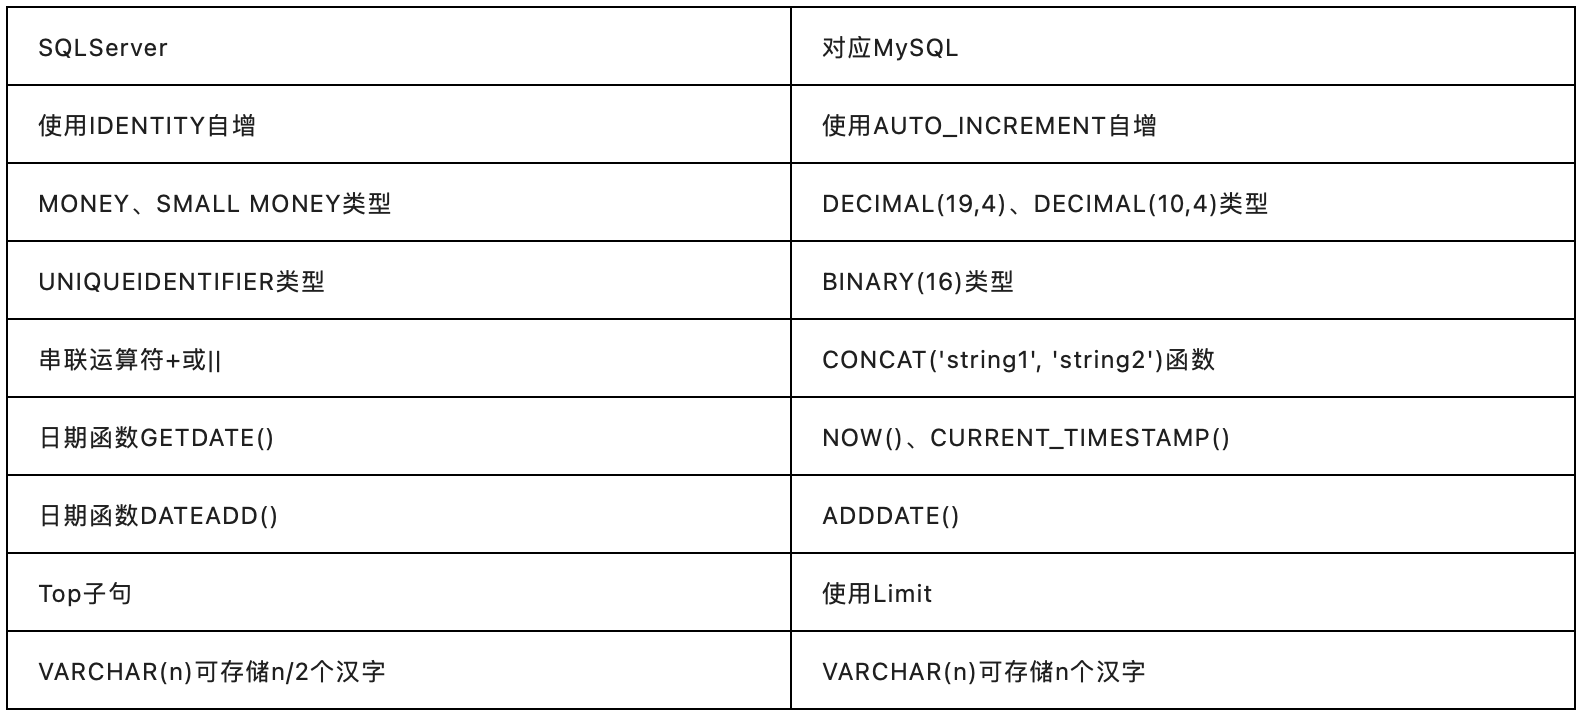 SQLServer
对应MySQL
使用IDENTITY自增
使用AUTO_INCREMENT自增
MONEY、SMALL MONEY类型
DECIMAL(19,4)、DECIMAL(10,4)类型
UNIQUEIDENTIFIER类型
BINARY(16)类型
串联运算符+或||
CONCAT('string1', 'string2')函数
日期函数GETDATE()
NOW()、CURRENT_TIMESTAMP()
日期函数DATEADD()
ADDDATE()
Top子句
使用Limit
VARCHAR(n)可存储n/2个汉字
VARCHAR(n)可存储n个汉字